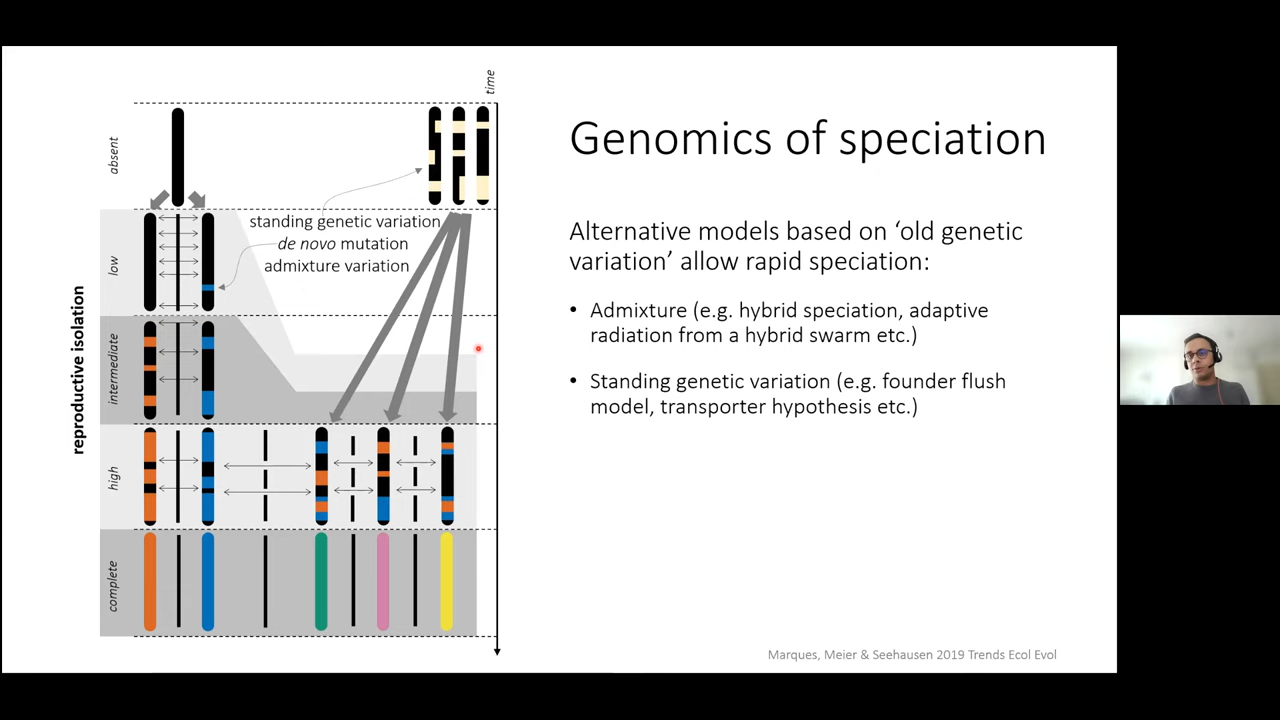 Genomics of speciation
Alternative models based on ‘old genetic
variation’ allow rapid speciation:
• Admixture (e.g. hybrid speciation, adaptive
radiation from a hybrid swarm etc.)
• Standing genetic variation (e.g. founder flush
model, transporter hypothesis etc.)
time
reproductive isolation
absent
low
intermediate
high
complete
standing genetic variation
de novo mutation
admixture variation
Marques, Meier & Seehausen 2019 Trends Ecol Evol